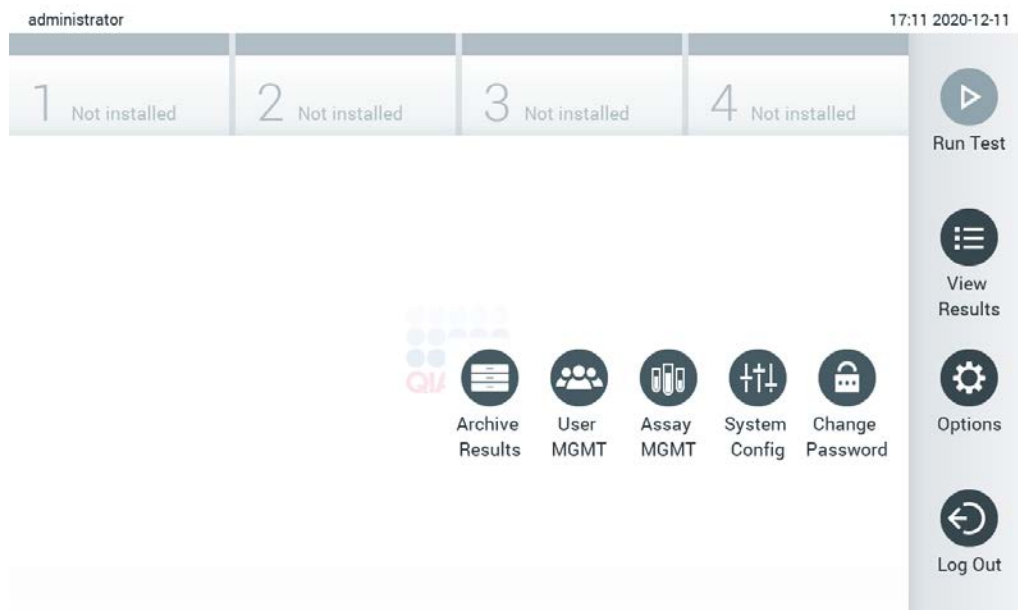 administrator
17:11 2020-12-11
1 Not installed
2 Not installed
3 Not installed
4 Not installed
Run Test
View
Results
Archive
Results
User
MGMT
Assay
MGMT
System
Config
Change
Password
Options
Log Out